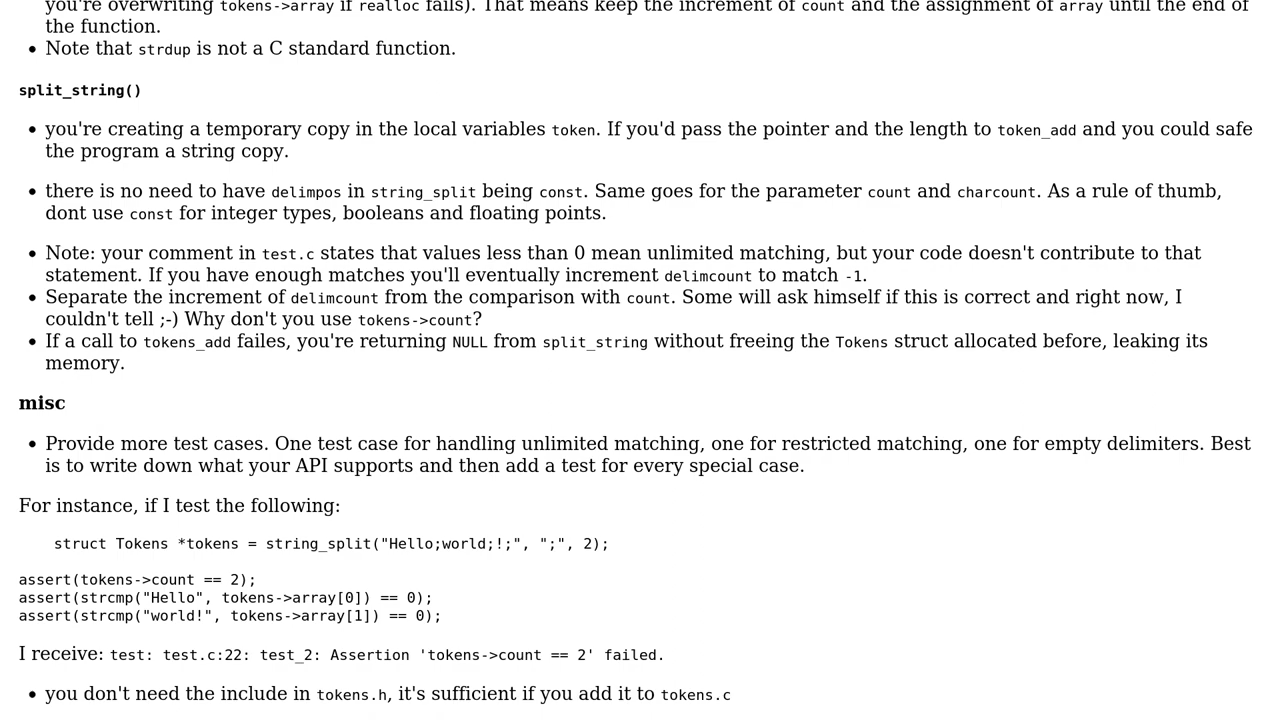 you're overwriting tokens->array if realloc fails). That means keep the increment of count and the assignment of array until the end of
the function.
• Note that strdup is not a C standard function.
split_string()
• you're creating a temporary copy in the local variables token. If you'd pass the pointer and the length to token_add and you could safe
the program a string copy.
• there is no need to have delimpos in string_split being const. Same goes for the parameter count and charcount. As a rule of thumb,
dont use const for integer types, booleans and floating points.
• Note: your comment in test.c states that values less than 0 mean unlimited matching, but your code doesn't contribute to that
statement. If you have enough matches you'll eventually increment delimcount to match -1.
• Separate the increment of delimcount from the comparison with count. Some will ask himself if this is correct and right now, I
couldn't tell ;-) Why don't you use tokens->count?
• If a call to tokens_add failes, you're returning NULL from split_string without freeing the Tokens struct allocated before, leaking its
memory.
misc
• Provide more test cases. One test case for handling unlimited matching, one for restricted matching, one for empty delimiters. Best
is to write down what your API supports and then add a test for every special case.
For instance, if I test the following:
struct Tokens *tokens = string_split("Hello;world;!;", ";", 2);
assert(tokens->count == 2);
assert(strcmp("Hello", tokens->array[0]) == 0);
assert(strcmp("world!", tokens->array[1]) == 0);
I receive: test: test.c:22: test_2: Assertion 'tokens->count == 2' failed.
• you don't need the include in tokens.h, it's sufficient if you add it to tokens.c